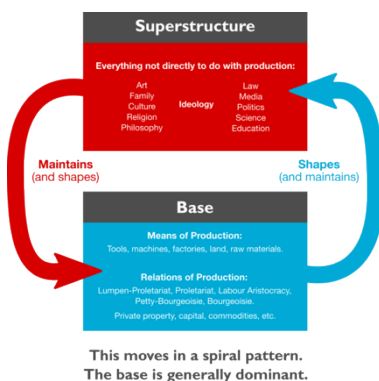 Superstructure
Everything not directly to do with production:
Art
Family
Culture
Religion
Philosophy
Ideology
Law
Media
Politics
Science
Education
Maintains
(and shapes)
Shapes
(and maintains)
Base
Means of Production:
Tools, machines, factories, land, raw materials.
Relations of Production:
Lumpen-Proletariat, Proletariat, Labour Aristocracy,
Petty-Bourgeoisie, Bourgeoisie.
Private property, capital, commodities, etc.
This moves in a spiral pattern.
The base is generally dominant.